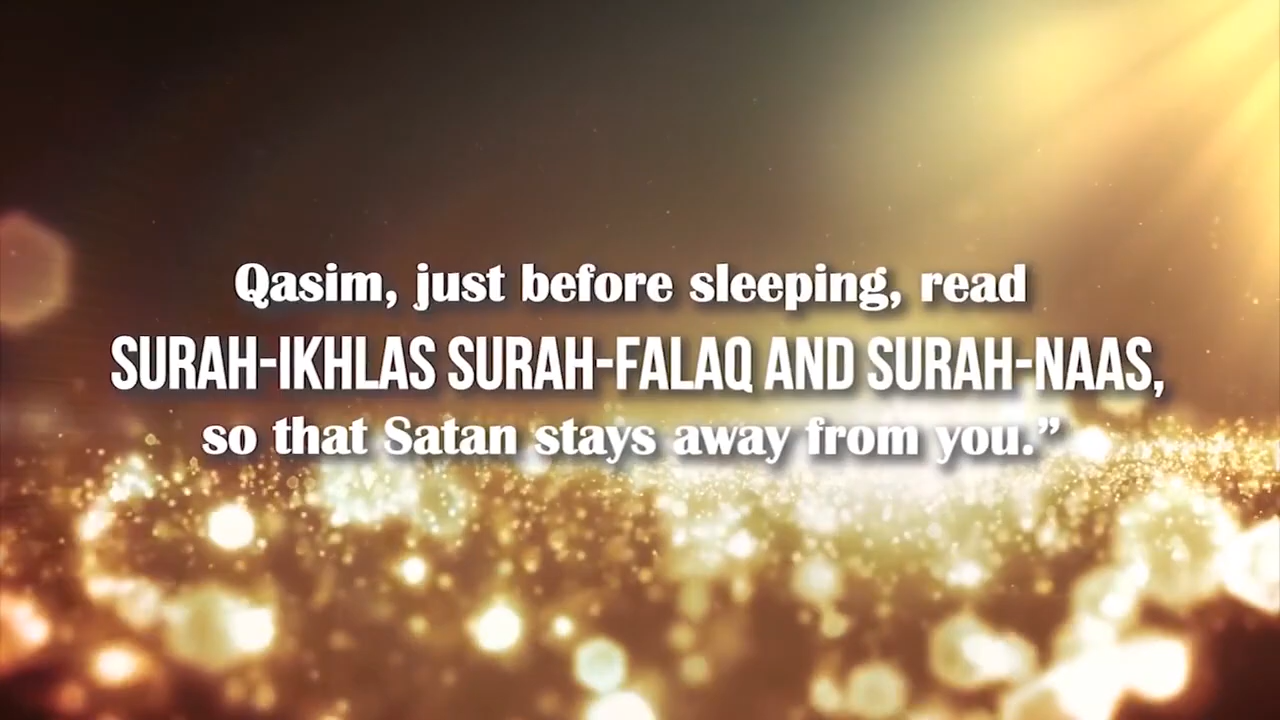 Qasim, just before sleeping, read
SURAH-IKHLAS SURAH-FALAQ AND SURAH-NAAS,
so that Satan stays away from you.”